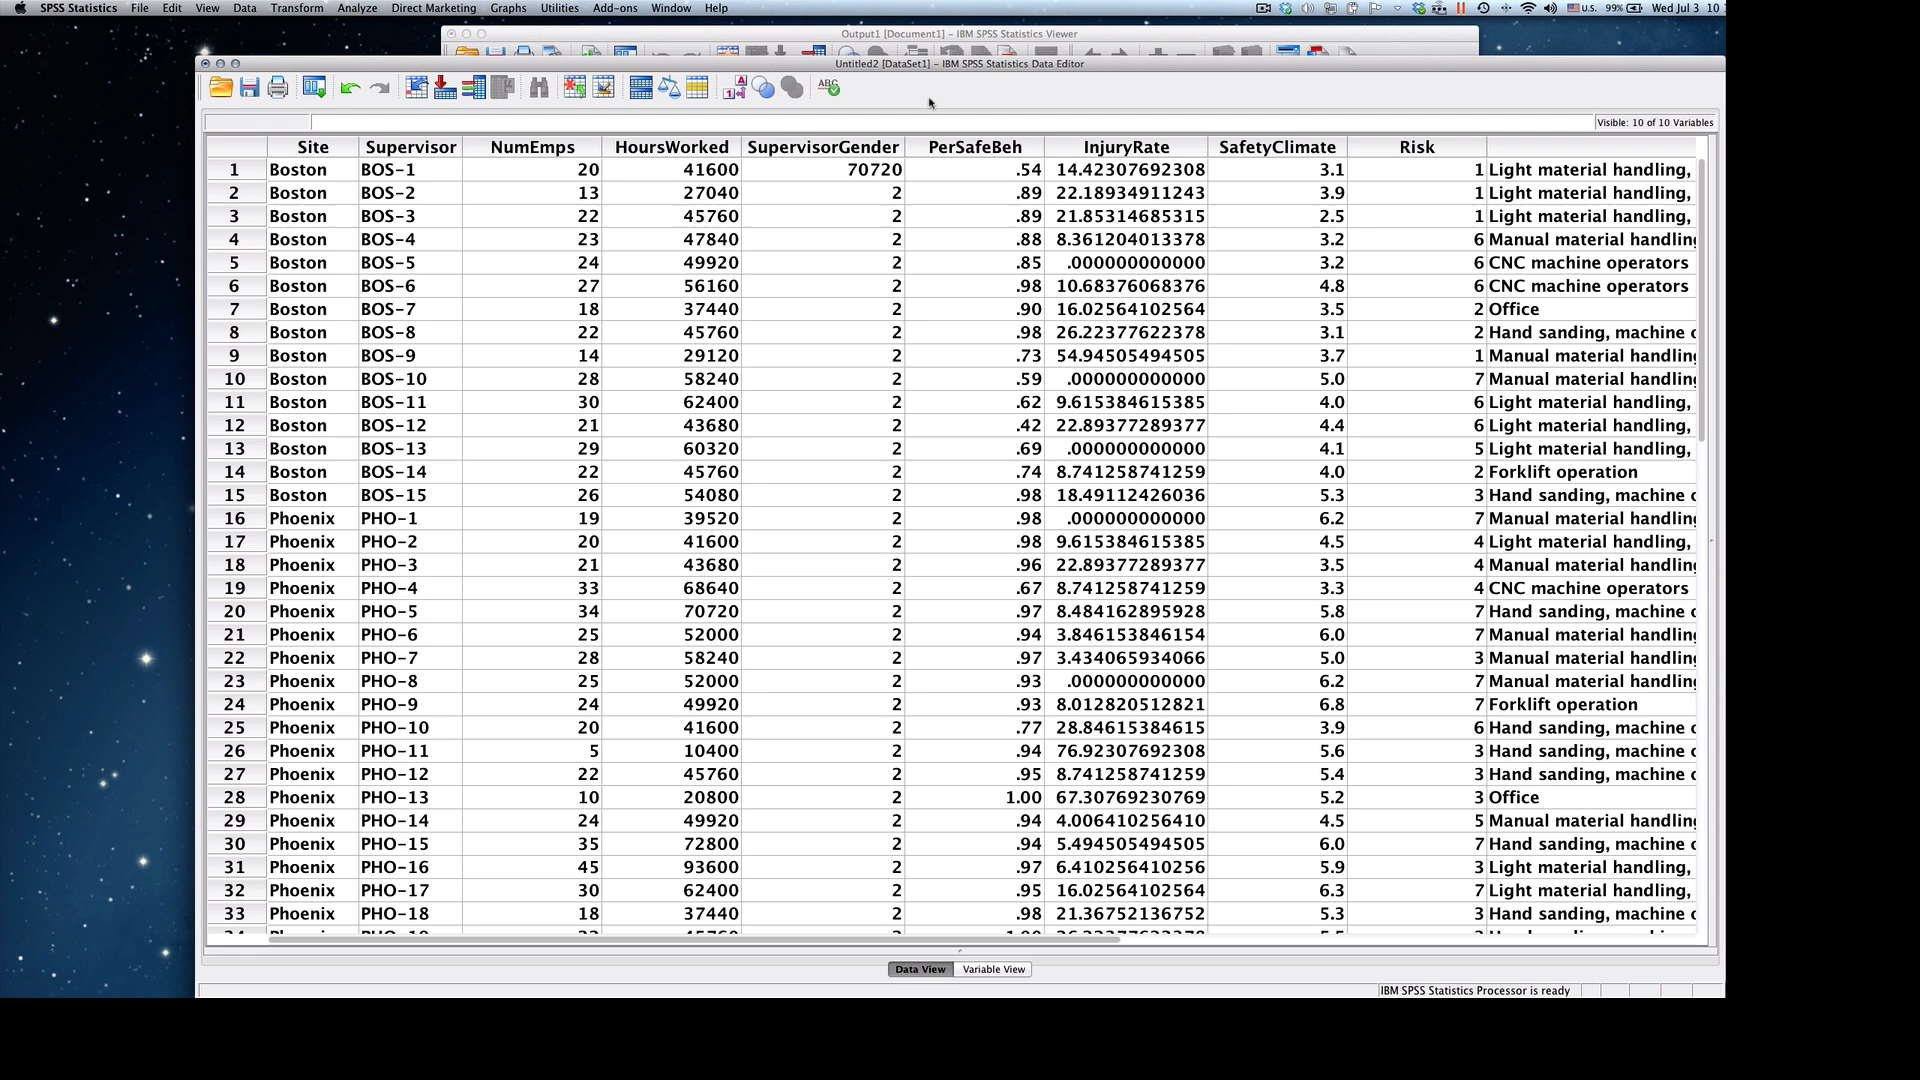 SPSS Statistics File Edit View Data Transform Analyze Direct Marketing Graphs Utilities Add-ons Window Help U.S. 99% Wed Jul 3 10
Output1 [Document1] – IBM SPSS Statistics Viewer
Untitled2 [DataSet1] – IBM SPSS Statistics Data Editor
Visible: 10 of 10 Variables
Site Supervisor NumEmps HoursWorked SupervisorGender PerSafeBeh InjuryRate SafetyClimate Risk
1 Boston BOS-1 20 41600 70720 .54 14.42307692308 3.1 1 Light material handling,
2 Boston BOS-2 13 27040 2 .89 22.18934911243 3.9 1 Light material handling,
3 Boston BOS-3 22 45760 2 .89 21.85314685315 2.5 1 Light material handling,
4 Boston BOS-4 23 47840 2 .88 8.361204013378 3.2 6 Manual material handling
5 Boston BOS-5 24 49920 2 .85 .000000000000 3.2 6 CNC machine operators
6 Boston BOS-6 27 56160 2 .98 10.68376068376 4.8 6 CNC machine operators
7 Boston BOS-7 18 37440 2 .90 16.02564102564 3.5 2 Office
8 Boston BOS-8 22 45760 2 .98 26.22377622378 3.1 2 Hand sanding, machine
9 Boston BOS-9 14 29120 2 .73 54.94505494505 3.7 1 Manual material handling
10 Boston BOS-10 28 58240 2 .59 .000000000000 5.0 7 Manual material handling
11 Boston BOS-11 30 62400 2 .62 9.615384615385 4.0 6 Light material handling,
12 Boston BOS-12 21 43680 2 .42 22.89377289377 4.4 6 Light material handling,
13 Boston BOS-13 29 60320 2 .69 .000000000000 4.1 5 Light material handling,
14 Boston BOS-14 22 45760 2 .74 8.741258741259 4.0 2 Forklift operation
15 Boston BOS-15 26 54080 2 .98 18.49112426036 5.3 3 Hand sanding, machine
16 Phoenix PHO-1 19 39520 2 .98 .000000000000 6.2 7 Manual material handling
17 Phoenix PHO-2 20 41600 2 .98 9.615384615385 4.5 4 Light material handling,
18 Phoenix PHO-3 21 43680 2 .96 22.89377289377 3.5 4 Manual material handling
19 Phoenix PHO-4 33 68640 2 .67 8.741258741259 3.3 4 CNC machine operators
20 Phoenix PHO-5 34 70720 2 .97 8.484162895928 5.8 7 Hand sanding, machine
21 Phoenix PHO-6 25 52000 2 .94 3.846153846154 6.0 7 Manual material handling
22 Phoenix PHO-7 28 58240 2 .97 3.434065934066 5.0 3 Manual material handling
23 Phoenix PHO-8 25 52000 2 .93 .000000000000 6.2 7 Manual material handling
24 Phoenix PHO-9 24 49920 2 .93 8.012820512821 6.8 7 Forklift operation
25 Phoenix PHO-10 20 41600 2 .77 28.84615384615 3.9 6 Hand sanding, machine
26 Phoenix PHO-11 5 10400 2 .94 76.92307692308 5.6 3 Hand sanding, machine
27 Phoenix PHO-12 22 45760 2 .95 8.741258741259 5.4 3 Hand sanding, machine
28 Phoenix PHO-13 10 20800 2 1.00 67.30769230769 5.2 3 Office
29 Phoenix PHO-14 24 49920 2 .94 4.006410256410 4.5 5 Manual material handling
30 Phoenix PHO-15 35 72800 2 .94 5.494505494505 6.0 7 Hand sanding, machine
31 Phoenix PHO-16 45 93600 2 .97 6.410256410256 5.9 3 Light material handling,
32 Phoenix PHO-17 30 62400 2 .95 16.02564102564 6.3 7 Light material handling,
33 Phoenix PHO-18 18 37440 2 .98 21.36752136752 5.3 3 Hand sanding, machine
Data View Variable View
IBM SPSS Statistics Processor is ready